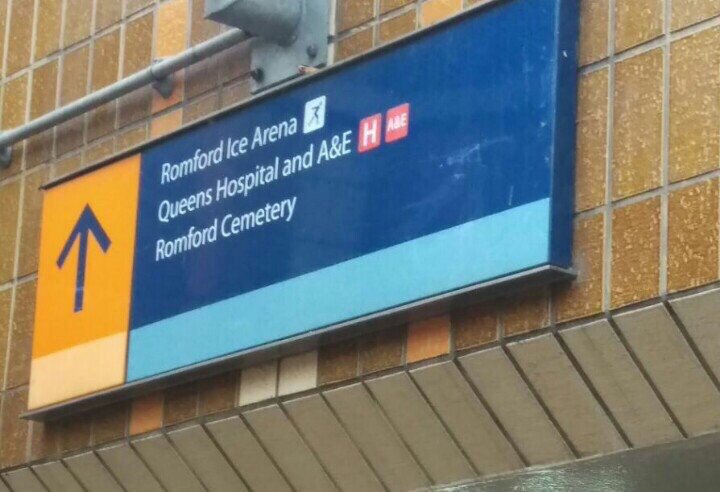 Romford Ice Arena
Queens Hospital and A&E H A&E
Romford Cemetery